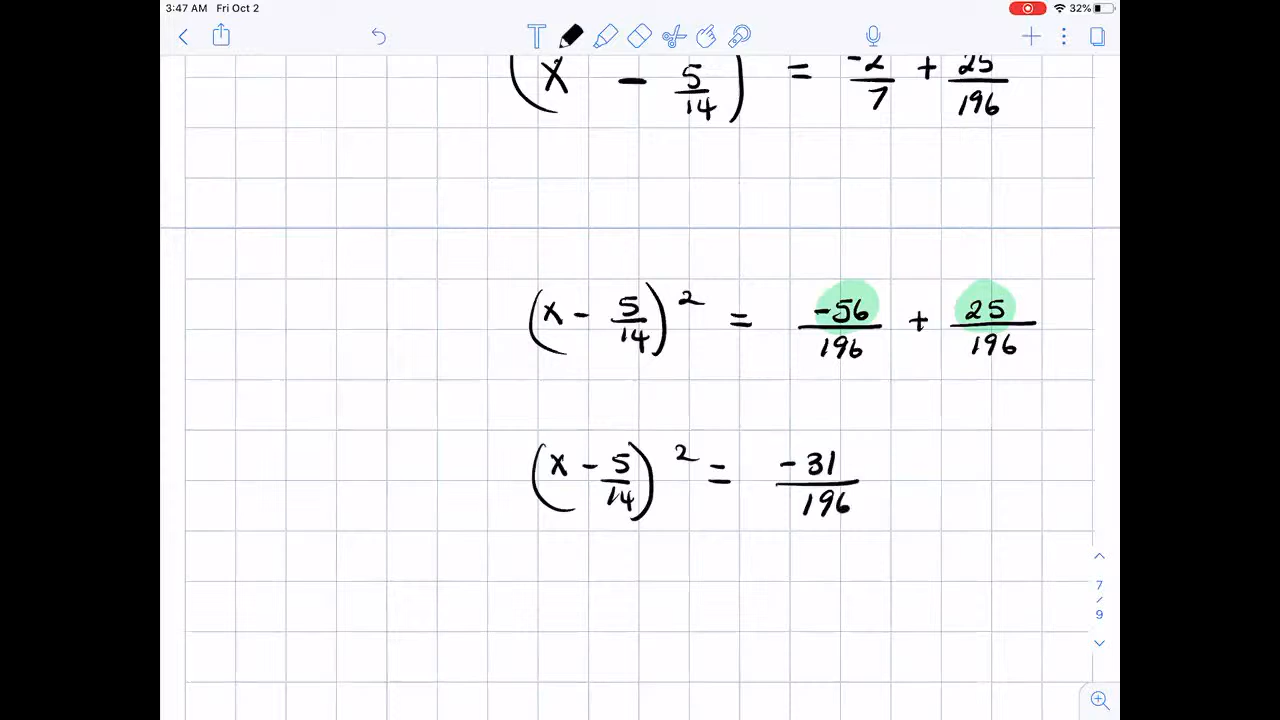 3:47 AM Fri Oct 2 32%
T
(x - 5/14) = -2/7 + 25/196
(x - 5/14)² = -56/196 + 25/196
(x - 5/14)² = -31/196
7
/
9